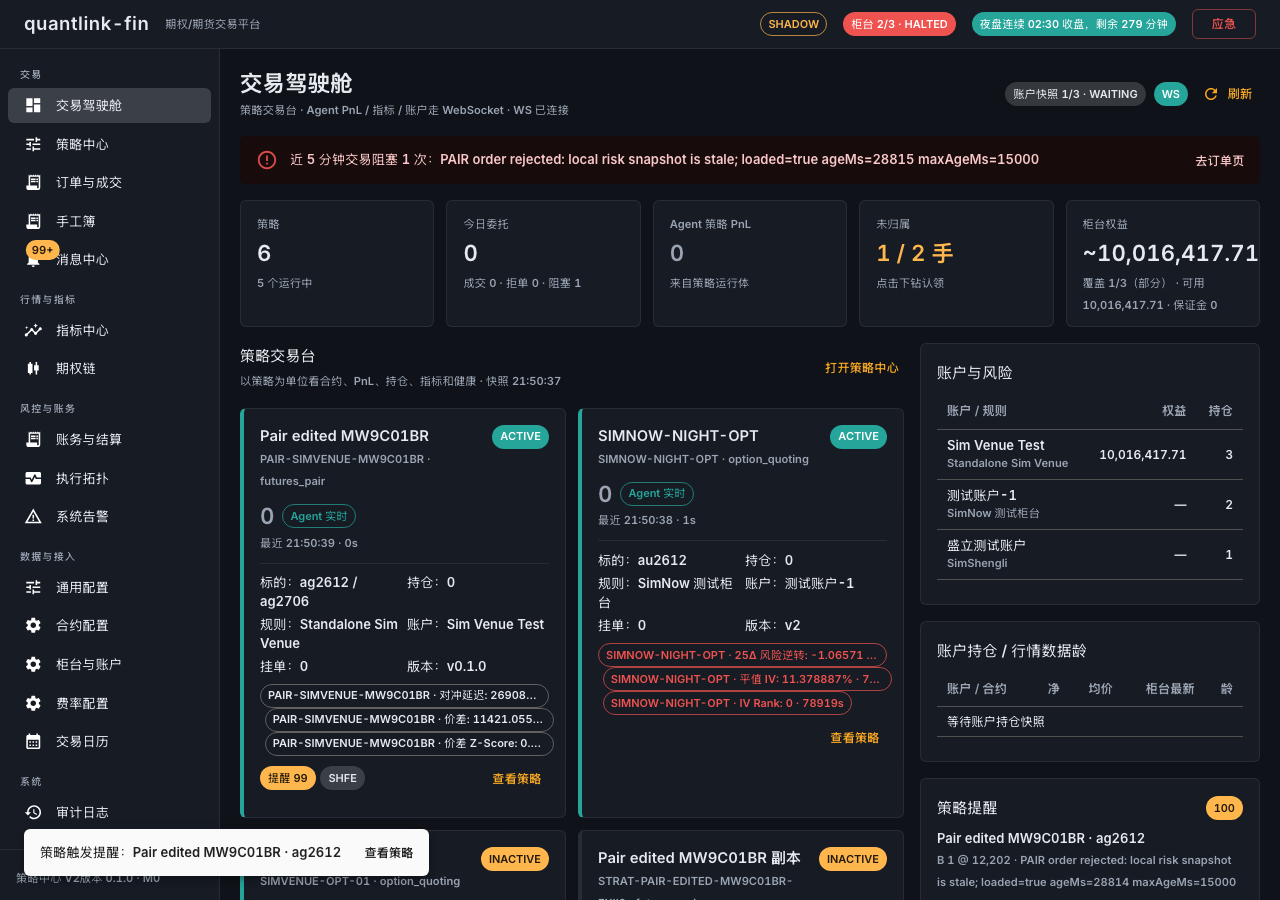 quantlink-fin 期权/期货交易平台
SHADOW
柜台 2/3 · HALTED
夜盘连续 02:30 收盘，剩余 279 分钟
应急
交易
交易驾驶舱
策略中心
订单与成交
手工簿
99+
消息中心
行情与指标
指标中心
期权链
风控与账务
账务与结算
执行拓扑
系统告警
数据与接入
通用配置
合约配置
柜台与账户
费率配置
交易日历
系统
审计日志
策略中心 V2版本 0.1.0 · M0
交易驾驶舱
策略交易台 · Agent PnL / 指标 / 账户走 WebSocket · WS 已连接
账户快照 1/3 · WAITING
WS
刷新
近 5 分钟交易阻塞 1 次：PAIR order rejected: local risk snapshot is stale; loaded=true ageMs=28815 maxAgeMs=15000
去订单页
策略
6
5 个运行中
今日委托
0
成交 0 · 拒单 0 · 阻塞 1
Agent 策略 PnL
0
来自策略运行体
未归属
1 / 2 手
点击下钻认领
柜台权益
~10,016,417.71
覆盖 1/3（部分） · 可用
10,016,417.71 · 保证金 0
策略交易台
以策略为单位看合约、PnL、持仓、指标和健康 · 快照 21:50:37
打开策略中心
Pair edited MW9C01BR
ACTIVE
PAIR-SIMVENUE-MW9C01BR ·
futures_pair
0
Agent 实时
最近 21:50:39 · 0s
标的：ag2612 /
ag2706
持仓：0
规则：Standalone Sim
Venue
账户：Sim Venue Test
挂单：0
版本：v0.1.0
PAIR-SIMVENUE-MW9C01BR · 对冲延迟: 26908...
PAIR-SIMVENUE-MW9C01BR · 价差: 11421.055...
PAIR-SIMVENUE-MW9C01BR · 价差 Z-Score: 0....
提醒 99
SHFE
查看策略
SIMNOW-NIGHT-OPT
ACTIVE
SIMNOW-NIGHT-OPT · option_quoting
0
Agent 实时
最近 21:50:38 · 1s
标的：au2612
持仓：0
规则：SimNow 测试柜
台
账户：测试账户-1
挂单：0
版本：v2
SIMNOW-NIGHT-OPT · 25Δ 风险逆转: -1.06571 ...
SIMNOW-NIGHT-OPT · 平值 IV: 11.378887% · 7...
SIMNOW-NIGHT-OPT · IV Rank: 0 · 78919s
查看策略
INACTIVE
SIMVENUE-OPT-01 · option_quoting
Pair edited MW9C01BR 副本
INACTIVE
STRAT-PAIR-EDITED-MW9C01BR-
账户与风险
账户 / 规则 权益 持仓
Sim Venue Test
Standalone Sim Venue
10,016,417.71 3
测试账户-1
SimNow 测试柜台
— 2
盛立测试账户
SimShengli
— 1
账户持仓 / 行情数据龄
账户 / 合约 净 均价 柜台最新 龄
等待账户持仓快照
策略提醒
100
Pair edited MW9C01BR · ag2612
B 1 @ 12,202 · PAIR order rejected: local risk snapshot
is stale; loaded=true ageMs=28814 maxAgeMs=15000
策略触发提醒：Pair edited MW9C01BR · ag2612
查看策略